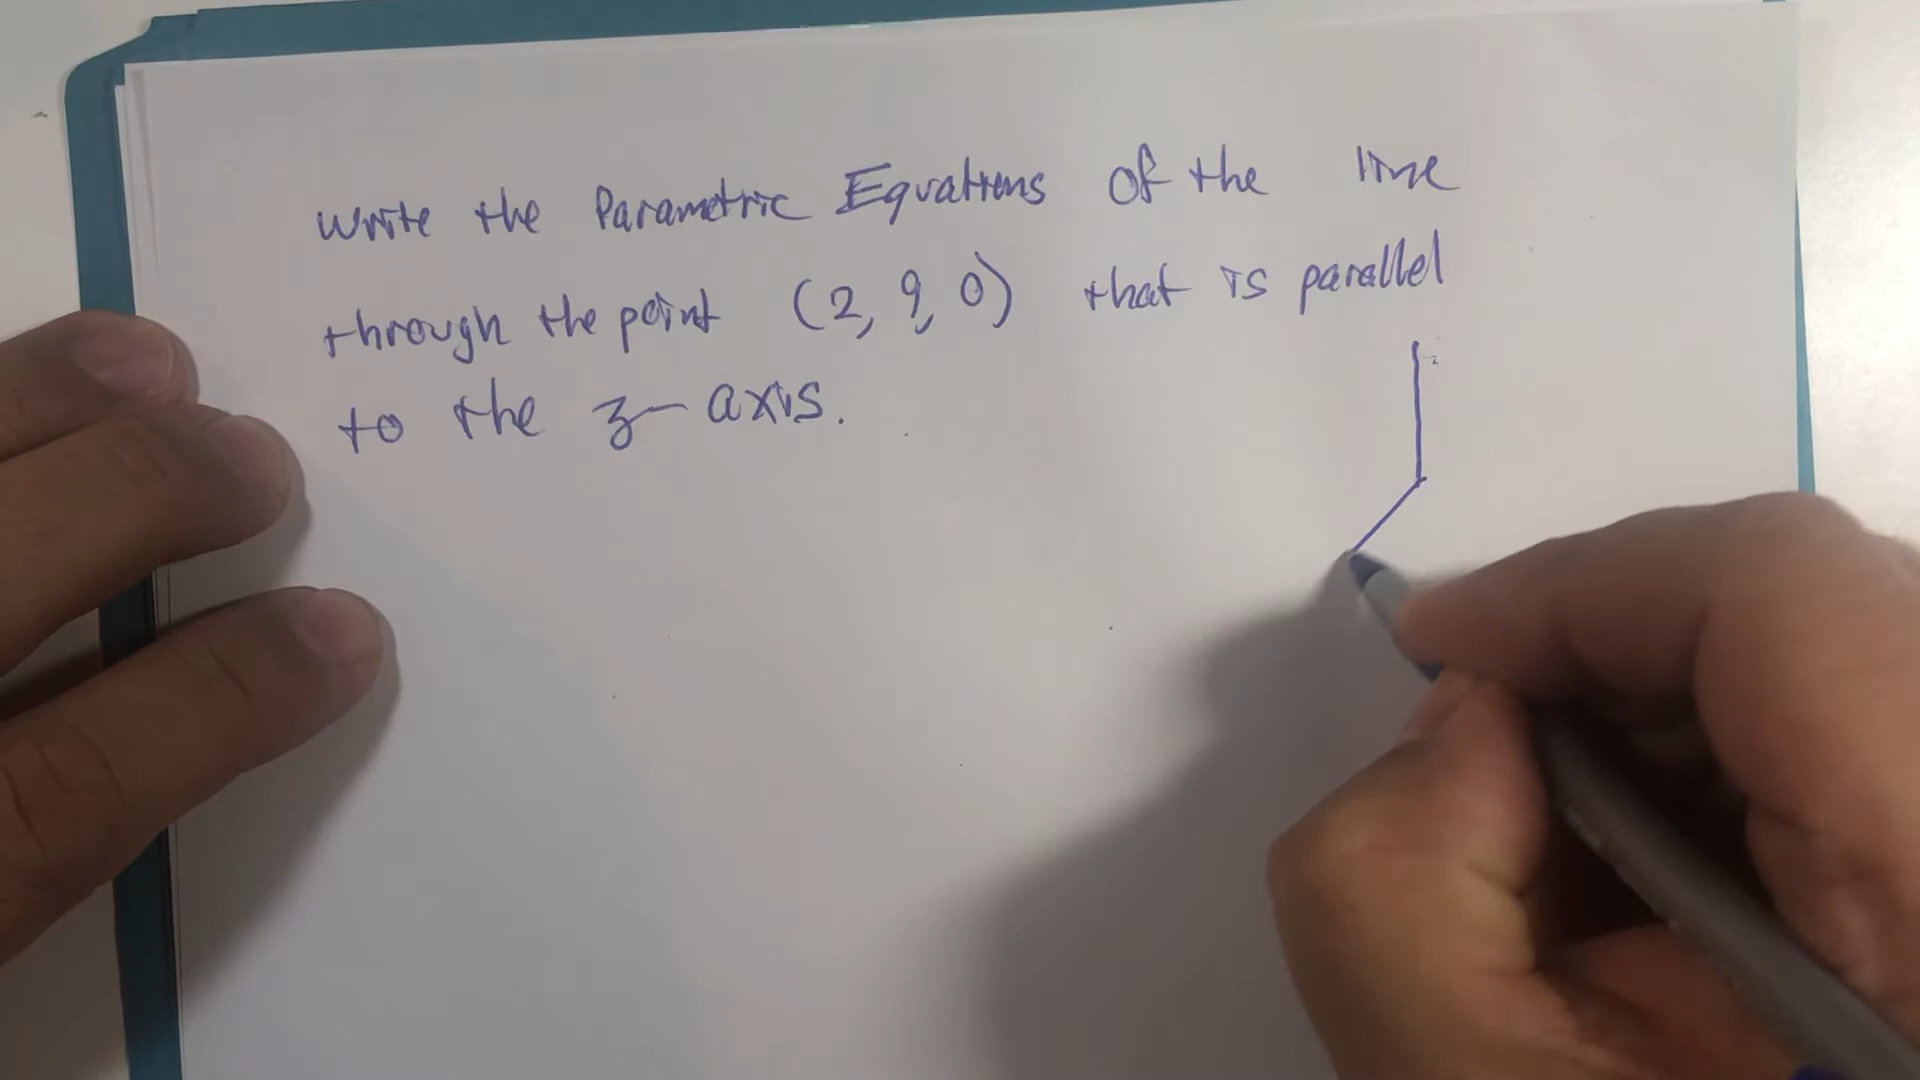 Write the Parametric Equations of the line
through the point (2, 9, 0) that is parallel
to the z-axis.